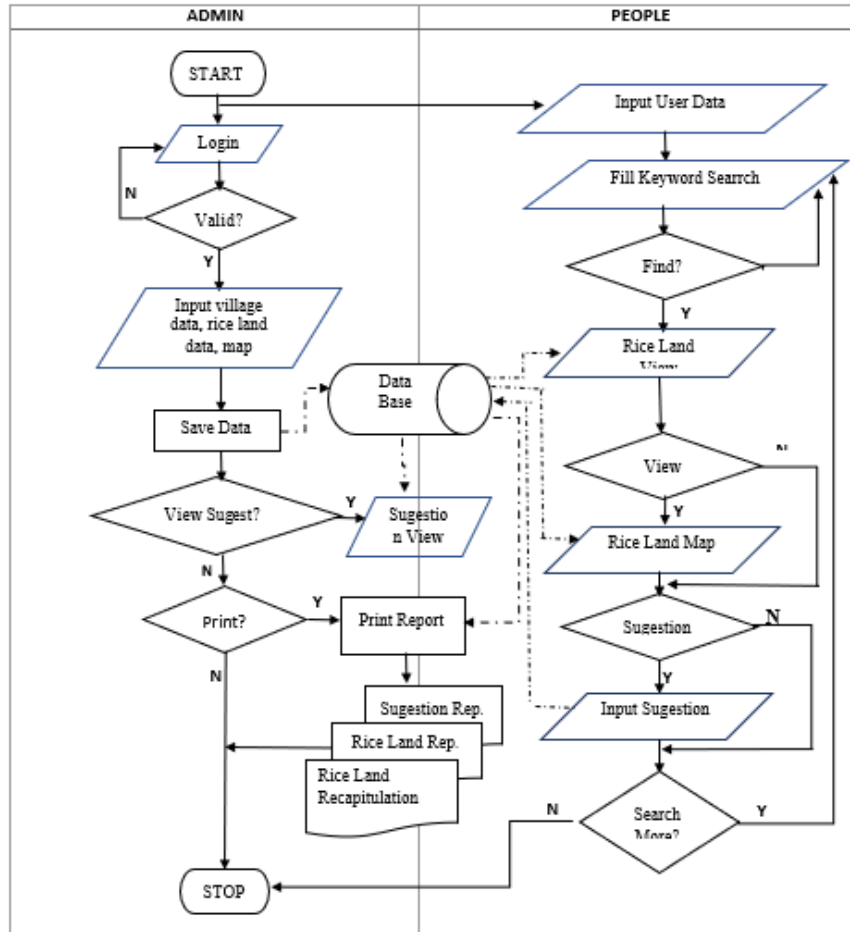 ADMIN
PEOPLE
START
Input User Data
Login
Fill Keyword Searrch
N
Valid?
Find?
Y
Y
Input village
data, rice land
data, map
Rice Land
Data
Base
Save Data
View
N
Y
View Sugest?
Y
Sugestio
n View
Rice Land Map
N
Print?
Y
Print Report
Sugestion
N
Y
N
Sugestion Rep.
Input Sugestion
Rice Land Rep.
Rice Land
Recapitulation
N
Search
More?
Y
STOP